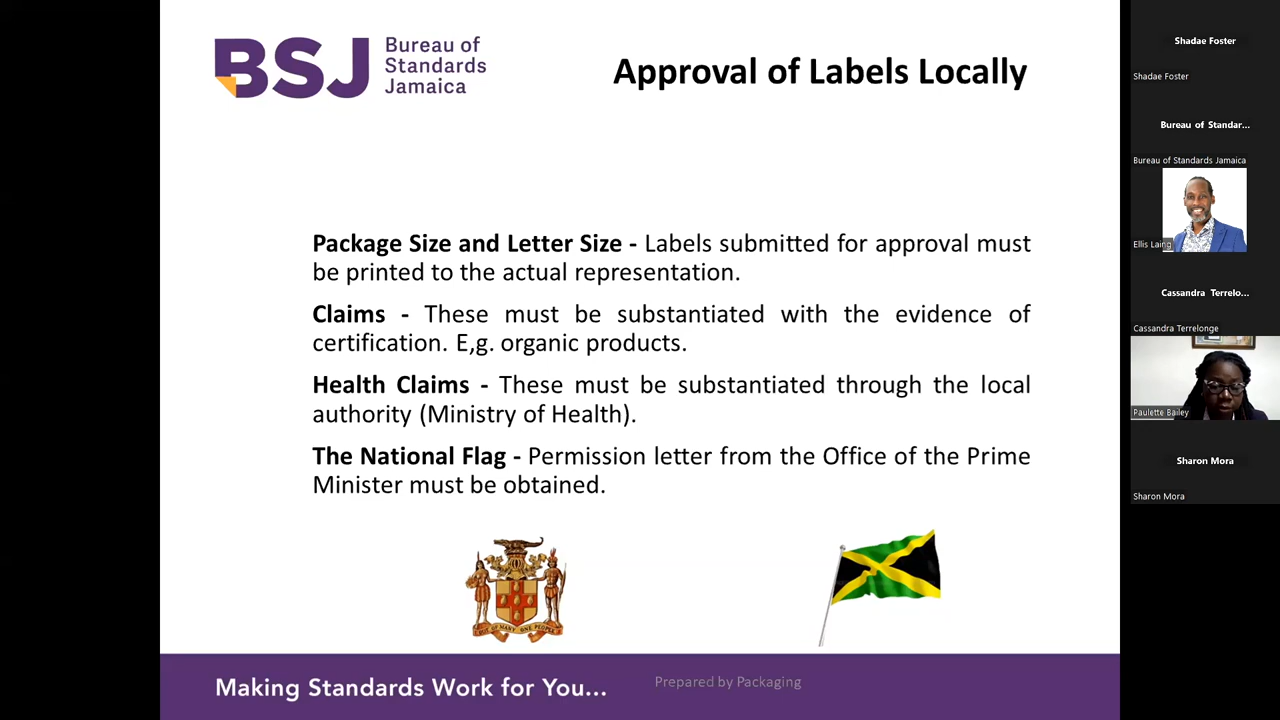 BSJ
Bureau of
Standards
Jamaica
Approval of Labels Locally
Package Size and Letter Size - Labels submitted for approval must
be printed to the actual representation.
Claims - These must be substantiated with the evidence of
certification. E,g. organic products.
Health Claims - These must be substantiated through the local
authority (Ministry of Health).
The National Flag - Permission letter from the Office of the Prime
Minister must be obtained.
OUT OF MANY ONE PEOPLE
Making Standards Work for You...
Prepared by Packaging
Shadae Foster
Shadae Foster
Bureau of Standar...
Bureau of Standards Jamaica
Ellis Laing
Cassandra Terrelo...
Cassandra Terrelonge
Paulette Bailey
Sharon Mora
Sharon Mora